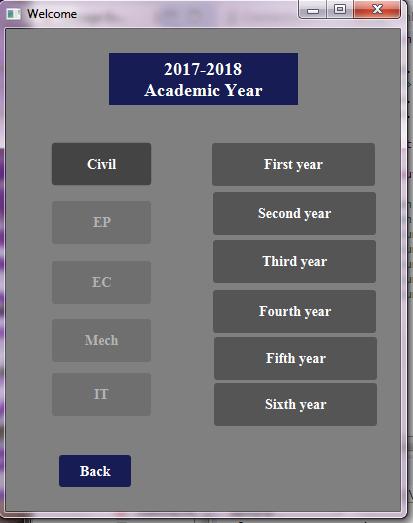 Welcome
2017-2018
Academic Year
Civil
EP
EC
Mech
IT
First year
Second year
Third year
Fourth year
Fifth year
Sixth year
Back